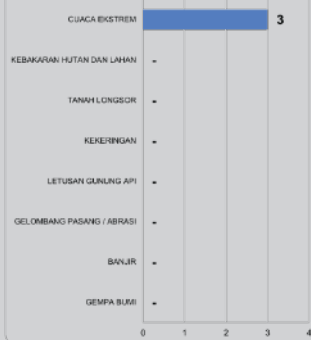 CUACA EKSTREM 3
KEBAKARAN HUTAN DAN LAHAN -
TANAH LONGSOR -
KEKERINGAN -
LETUSAN GUNUNG API -
GELOMBANG PASANG / ABRASI -
BANJIR -
GEMPA BUMI -
0 1 2 3 4